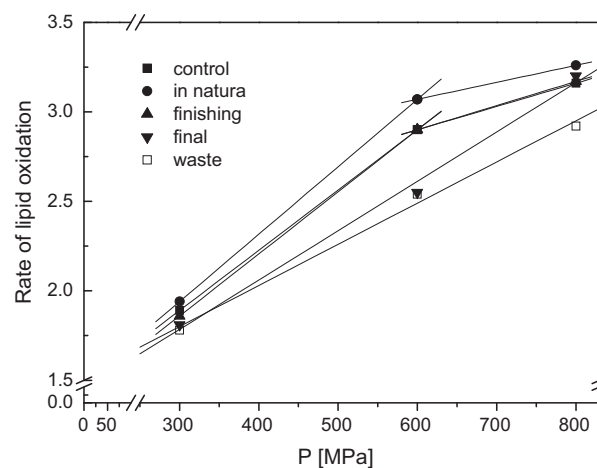 3.5
3.0
2.5
2.0
1.5
0.0
Rate of lipid oxidation
control
in natura
finishing
final
waste
0 50 300 400 500 600 700 800
P [MPa]